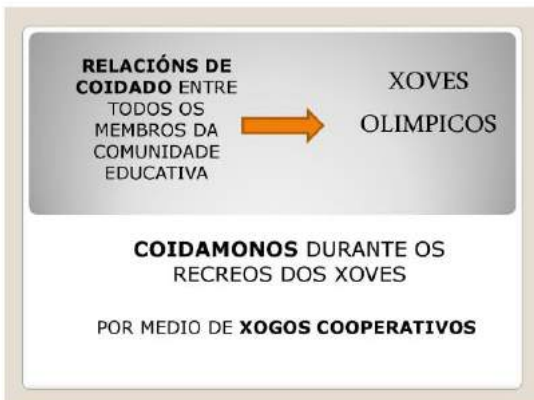 RELACIÓNS DE
COIDADO ENTRE
TODOS OS
MEMBROS DA
COMUNIDADE
EDUCATIVA
XOVES
OLIMPICOS
COIDAMONOS DURANTE OS
RECREOS DOS XOVES
POR MEDIO DE XOGOS COOPERATIVOS